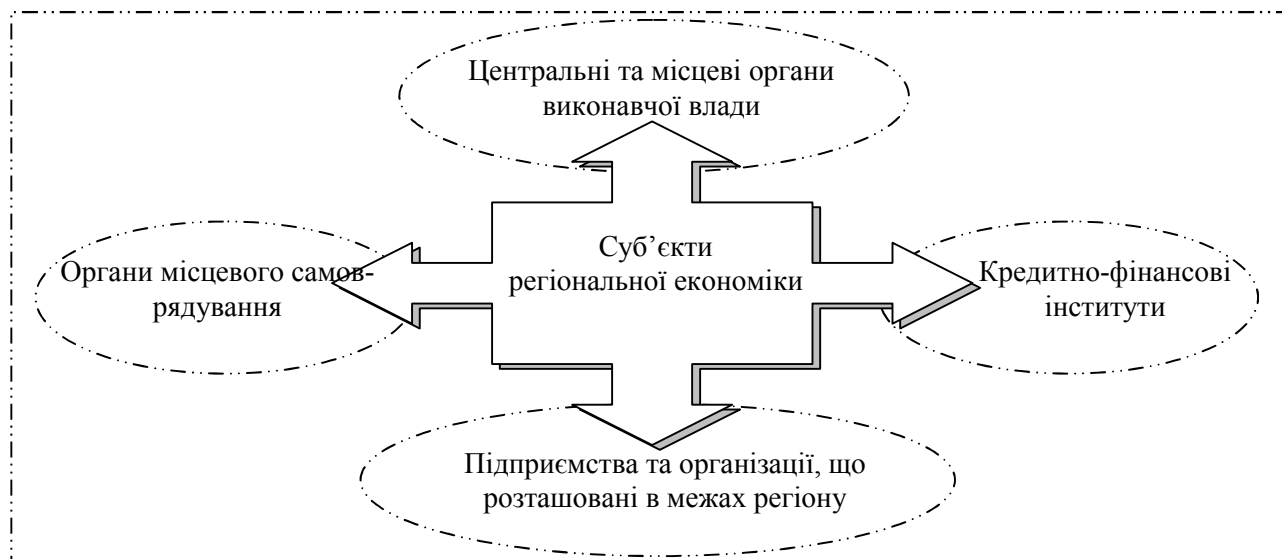 Центральні та місцеві органи
виконавчої влади
Суб’єкти
регіональної економіки
Органи місцевого самов-
рядування
Кредитно-фінансові
інститути
Підприємства та організації, що
розташовані в межах регіону